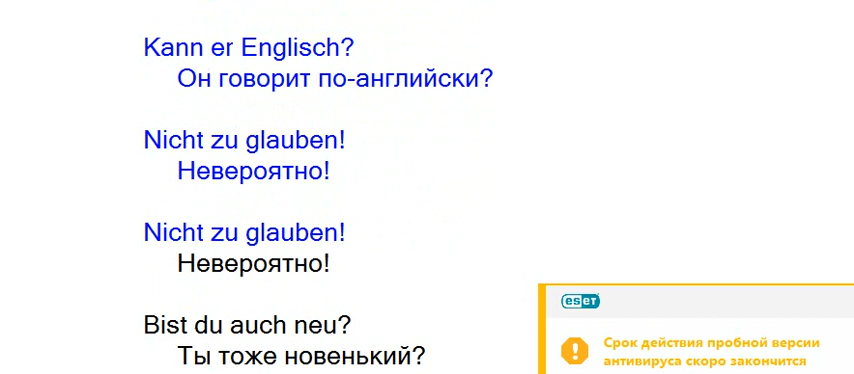 Kann er Englisch?
Он говорит по-английски?
Nicht zu glauben!
Невероятно!
Nicht zu glauben!
Невероятно!
Bist du auch neu?
Ты тоже новенький?
eset
Срок действия пробной версии
антивируса скоро закончится